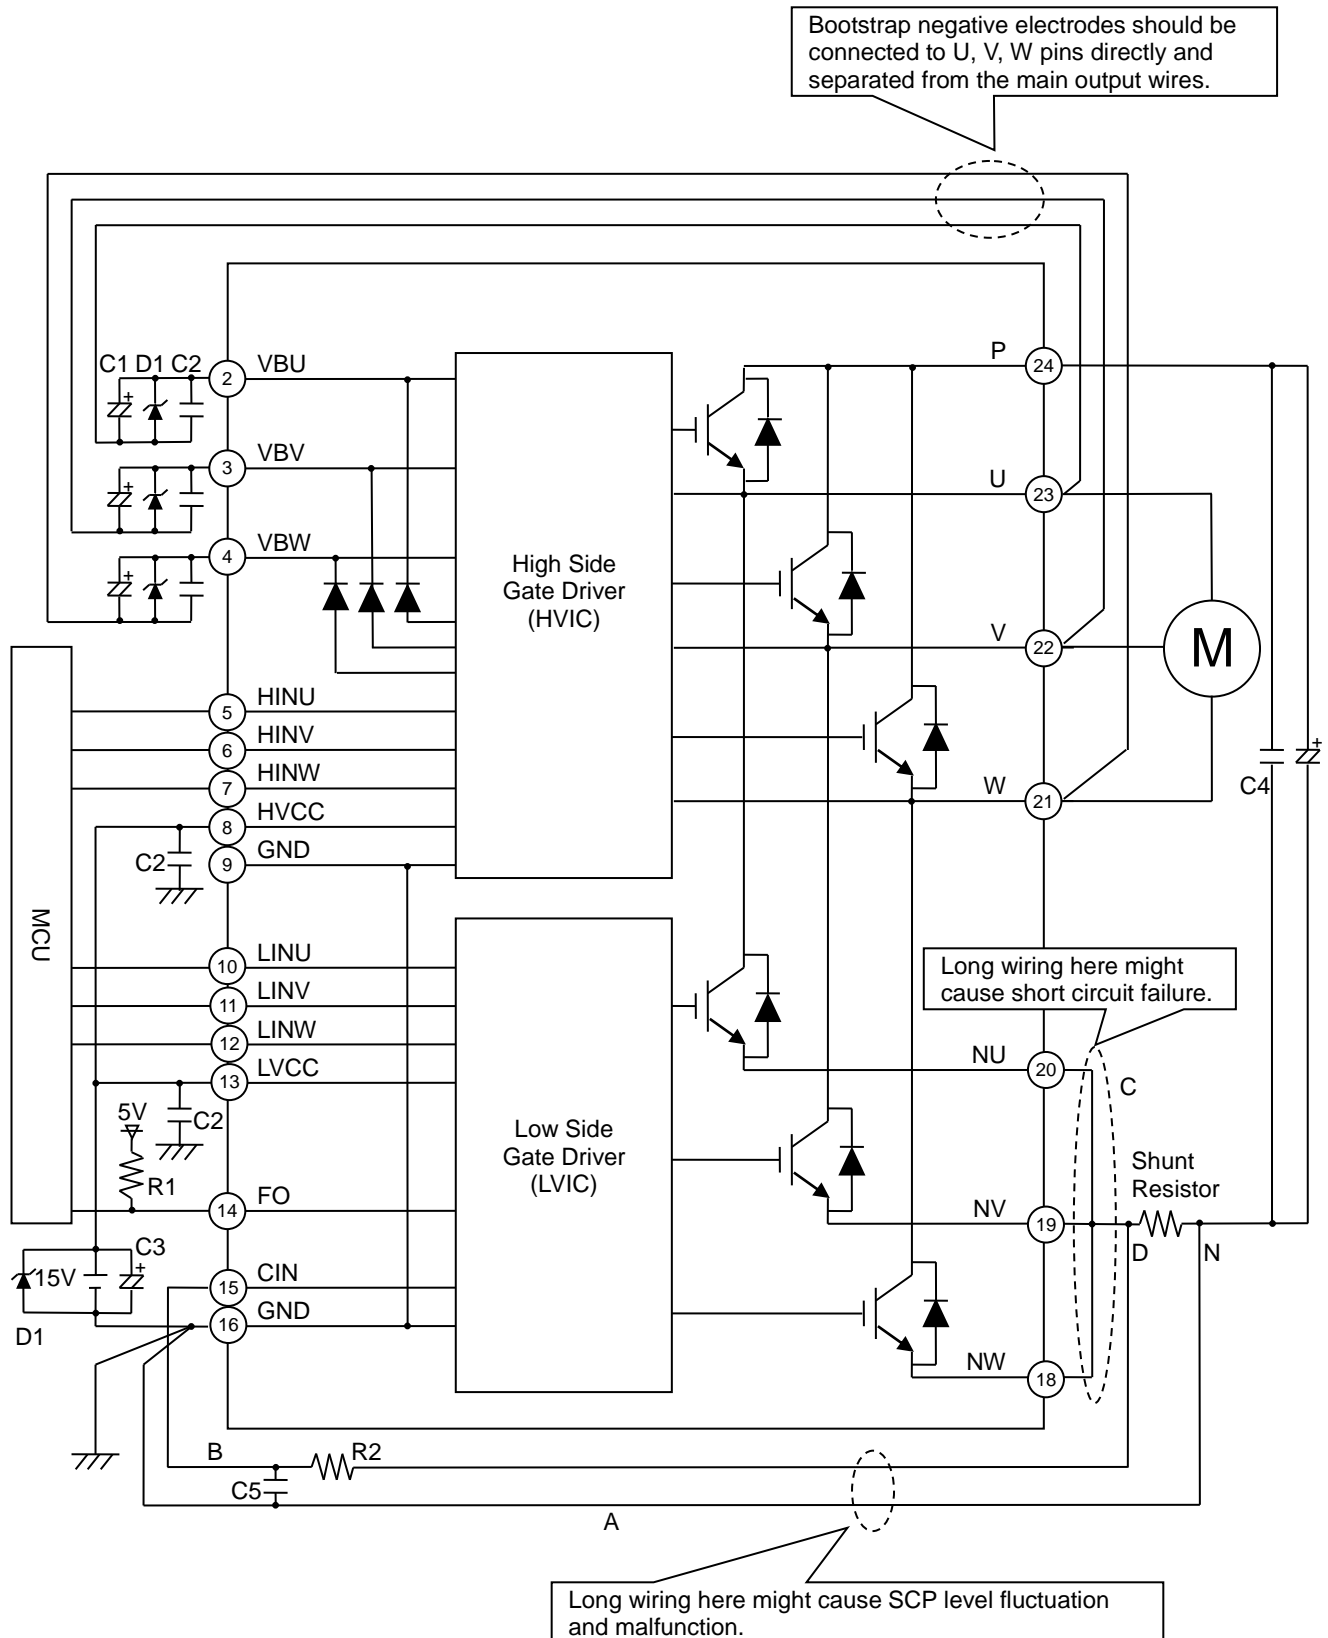 Bootstrap negative electrodes should be
connected to U, V, W pins directly and
separated from the main output wires.
C1 D1 C2
2
VBU
P
24
+
3
VBV
U
23
+
4
VBW
+
High Side
Gate Driver
(HVIC)
V
22
M
5
HINU
6
HINV
7
HINW
W
21
C4
+
8
HVCC
C2
9
GND
MCU
10
LINU
11
LINV
12
LINW
13
LVCC
Long wiring here might
cause short circuit failure.
NU
20
C
5V
C2
R1
Low Side
Gate Driver
(LVIC)
Shunt
Resistor
14
FO
NV
19
D
N
C3
+
15V
D1
15
CIN
16
GND
NW
18
B
R2
C5
A
Long wiring here might cause SCP level fluctuation
and malfunction.